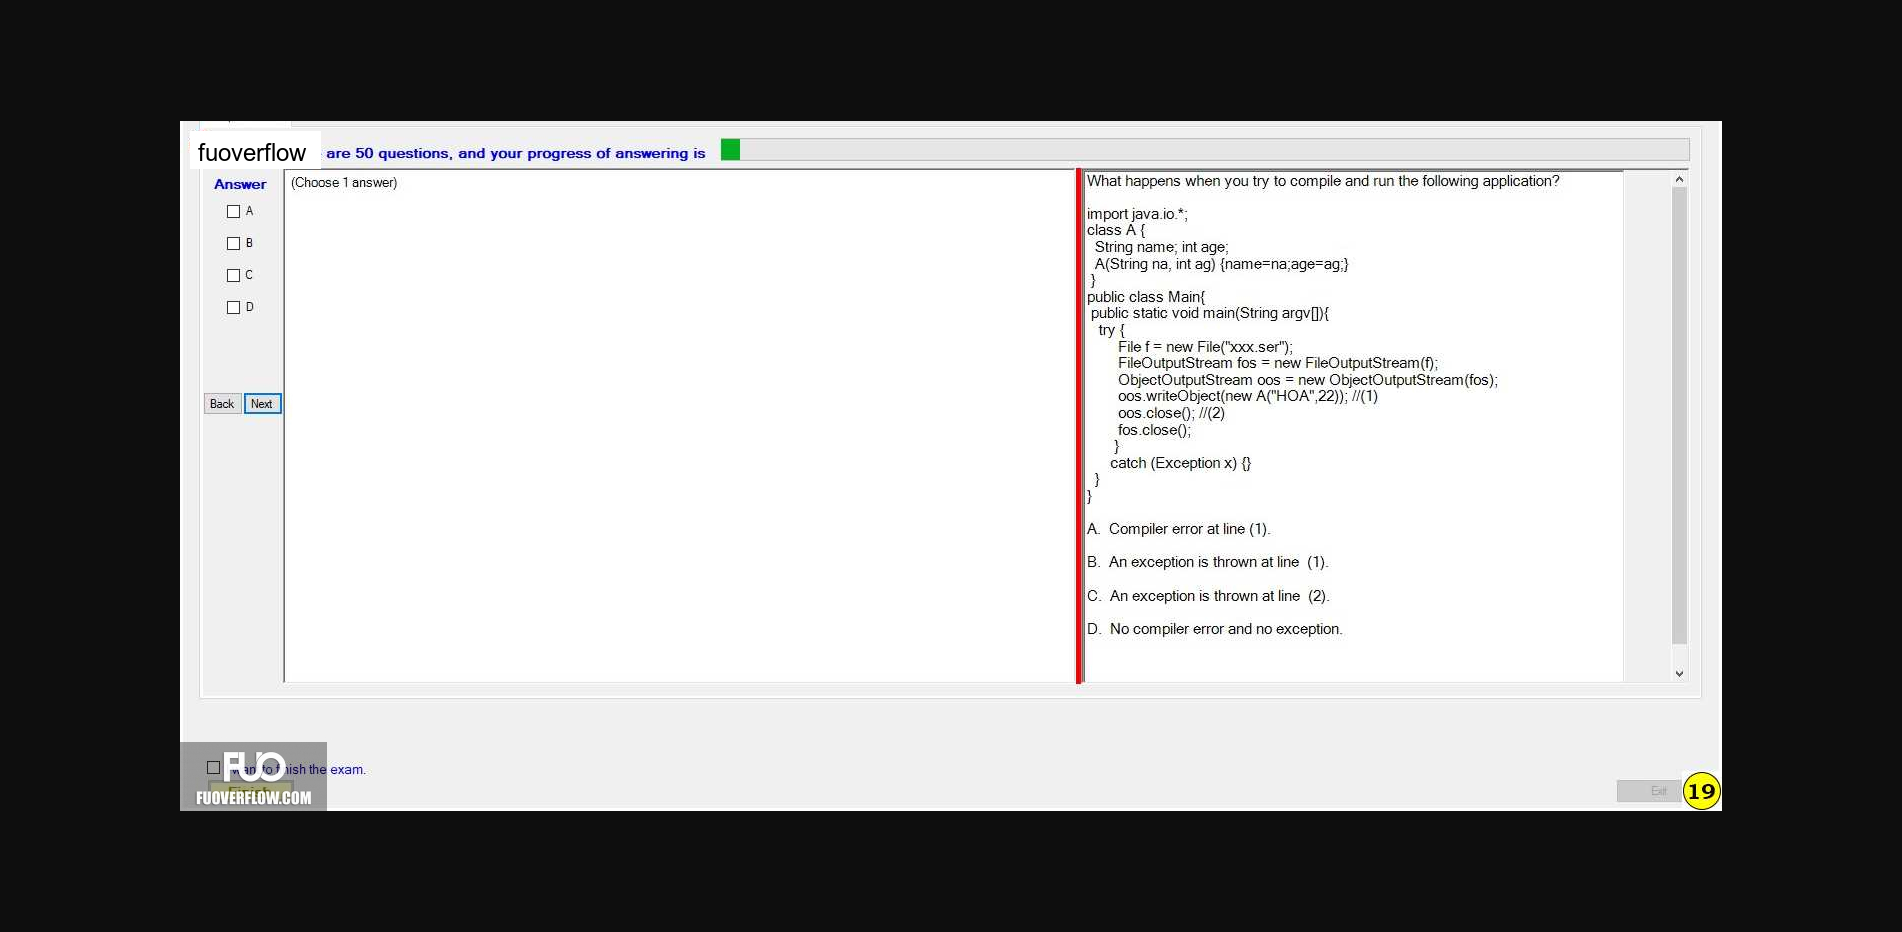 fuoverflow are 50 questions, and your progress of answering is
Answer
(Choose 1 answer)
A
B
C
D
Back Next
What happens when you try to compile and run the following application?
import java.io.*;
class A {
String name; int age;
A(String na, int ag) {name=na;age=ag;}
}
public class Main{
public static void main(String argv[]){
try {
File f = new File("xxx.ser");
FileOutputStream fos = new FileOutputStream(f);
ObjectOutputStream oos = new ObjectOutputStream(fos);
oos.writeObject(new A("HOA",22)); //(1)
oos.close(); //(2)
fos.close();
}
catch (Exception x) {}
}
}
A. Compiler error at line (1).
B. An exception is thrown at line (1).
C. An exception is thrown at line (2).
D. No compiler error and no exception.
FUO
want to finish the exam.
Finish
FUOVERFLOW.COM
Exit
19